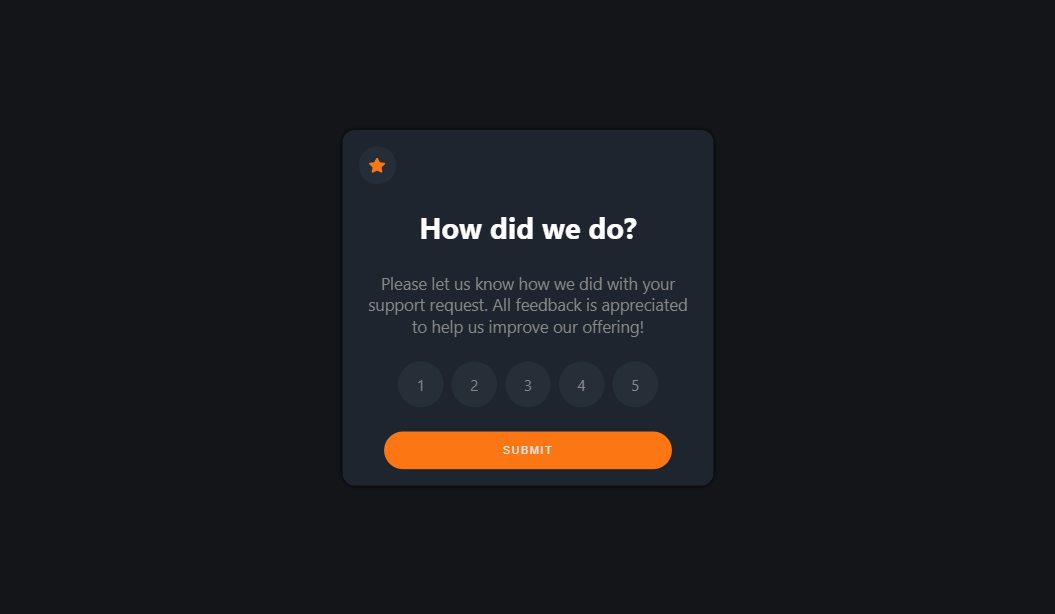 How did we do?
Please let us know how we did with your
support request. All feedback is appreciated
to help us improve our offering!
1 2 3 4 5
SUBMIT